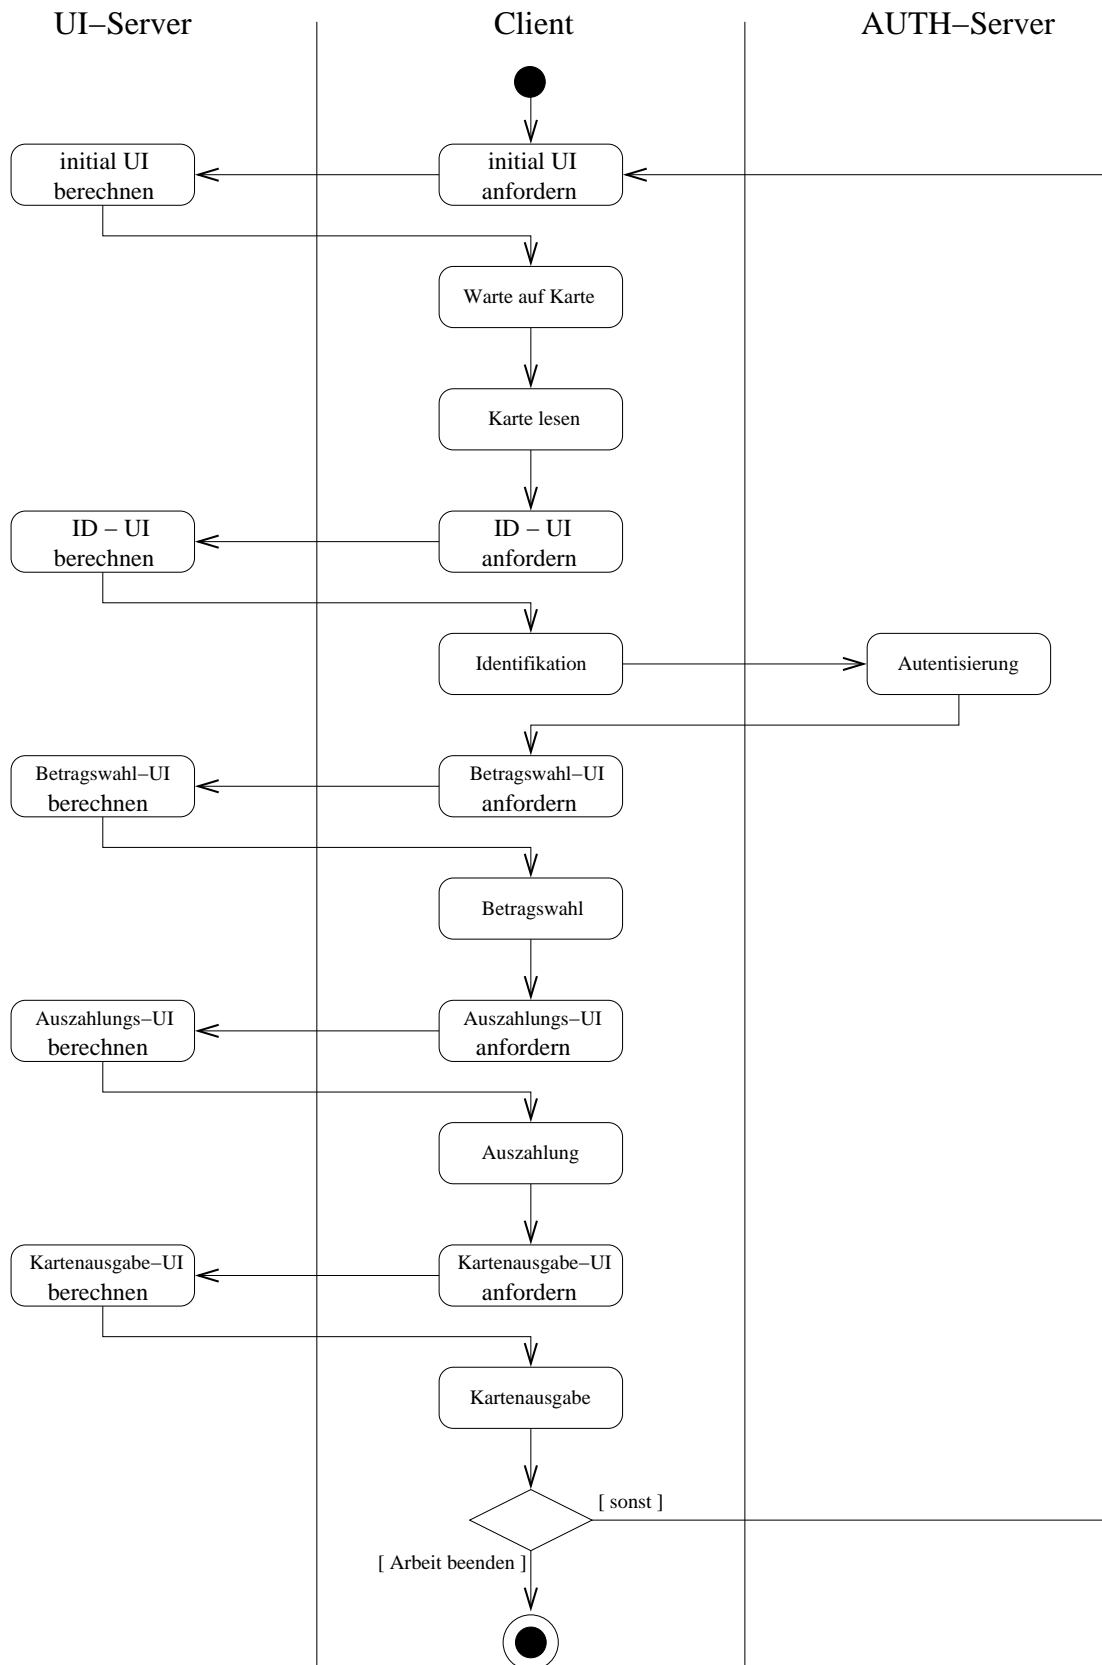 UI–Server
Client
AUTH–Server
initial UI
berechnen
initial UI
anfordern
Warte auf Karte
Karte lesen
ID – UI
berechnen
ID – UI
anfordern
Identifikation
Autentisierung
Betragswahl–UI
berechnen
Betragswahl–UI
anfordern
Betragswahl
Auszahlungs–UI
berechnen
Auszahlungs–UI
anfordern
Auszahlung
Kartenausgabe–UI
berechnen
Kartenausgabe–UI
anfordern
Kartenausgabe
[ sonst ]
[ Arbeit beenden ]